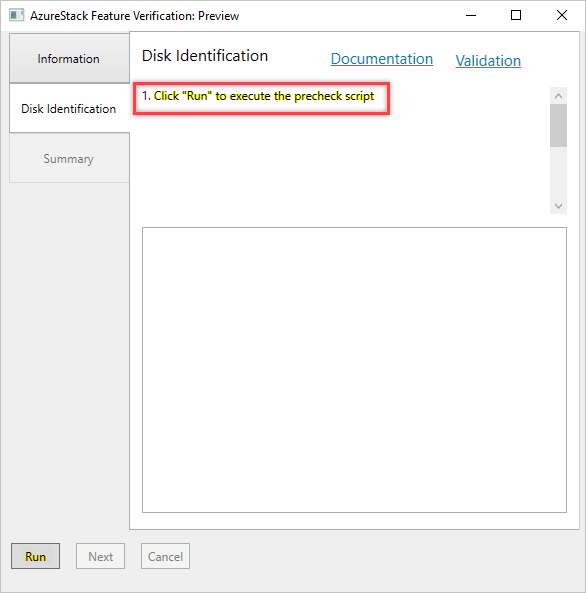 AzureStack Feature Verification: Preview
Information
Disk Identification
Summary
Disk Identification
Documentation
Validation
1. Click "Run" to execute the precheck script
Run
Next
Cancel